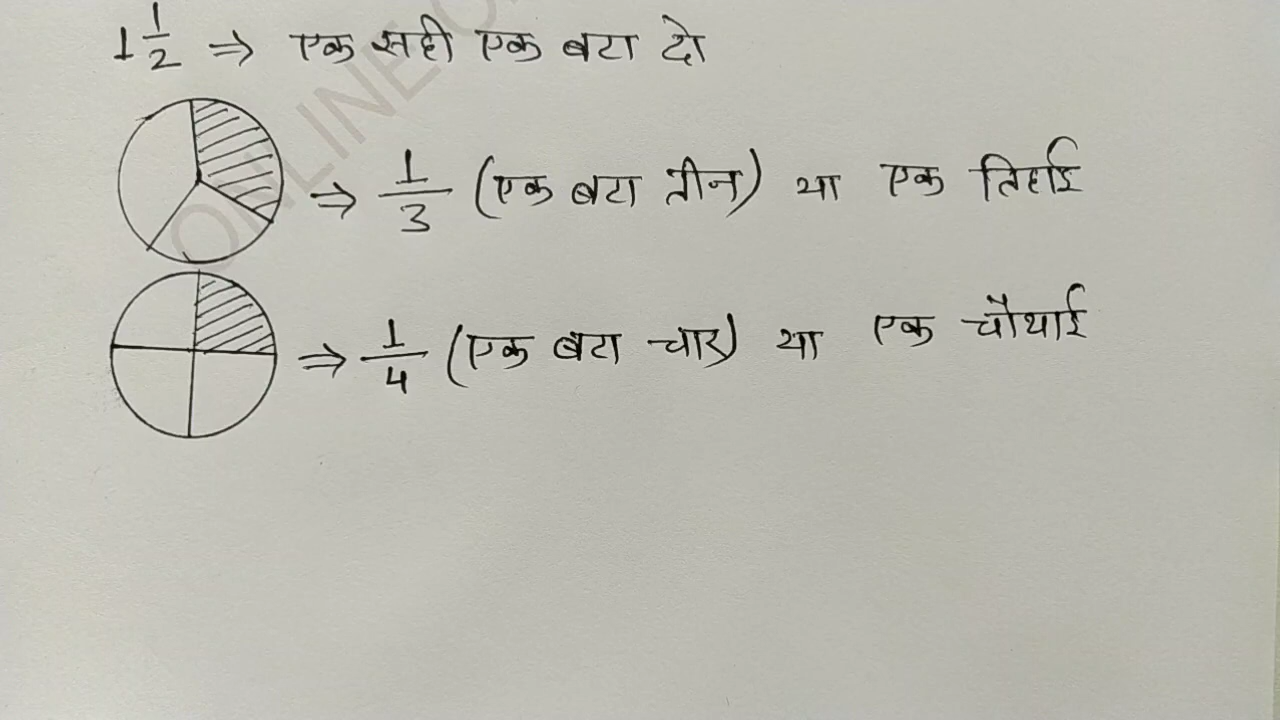 1 1/2 ⇒ एक सही एक बटा दो
⇒ 1/3 (एक बटा तीन) या एक तिहाई
⇒ 1/4 (एक बटा चार) या एक चौथाई